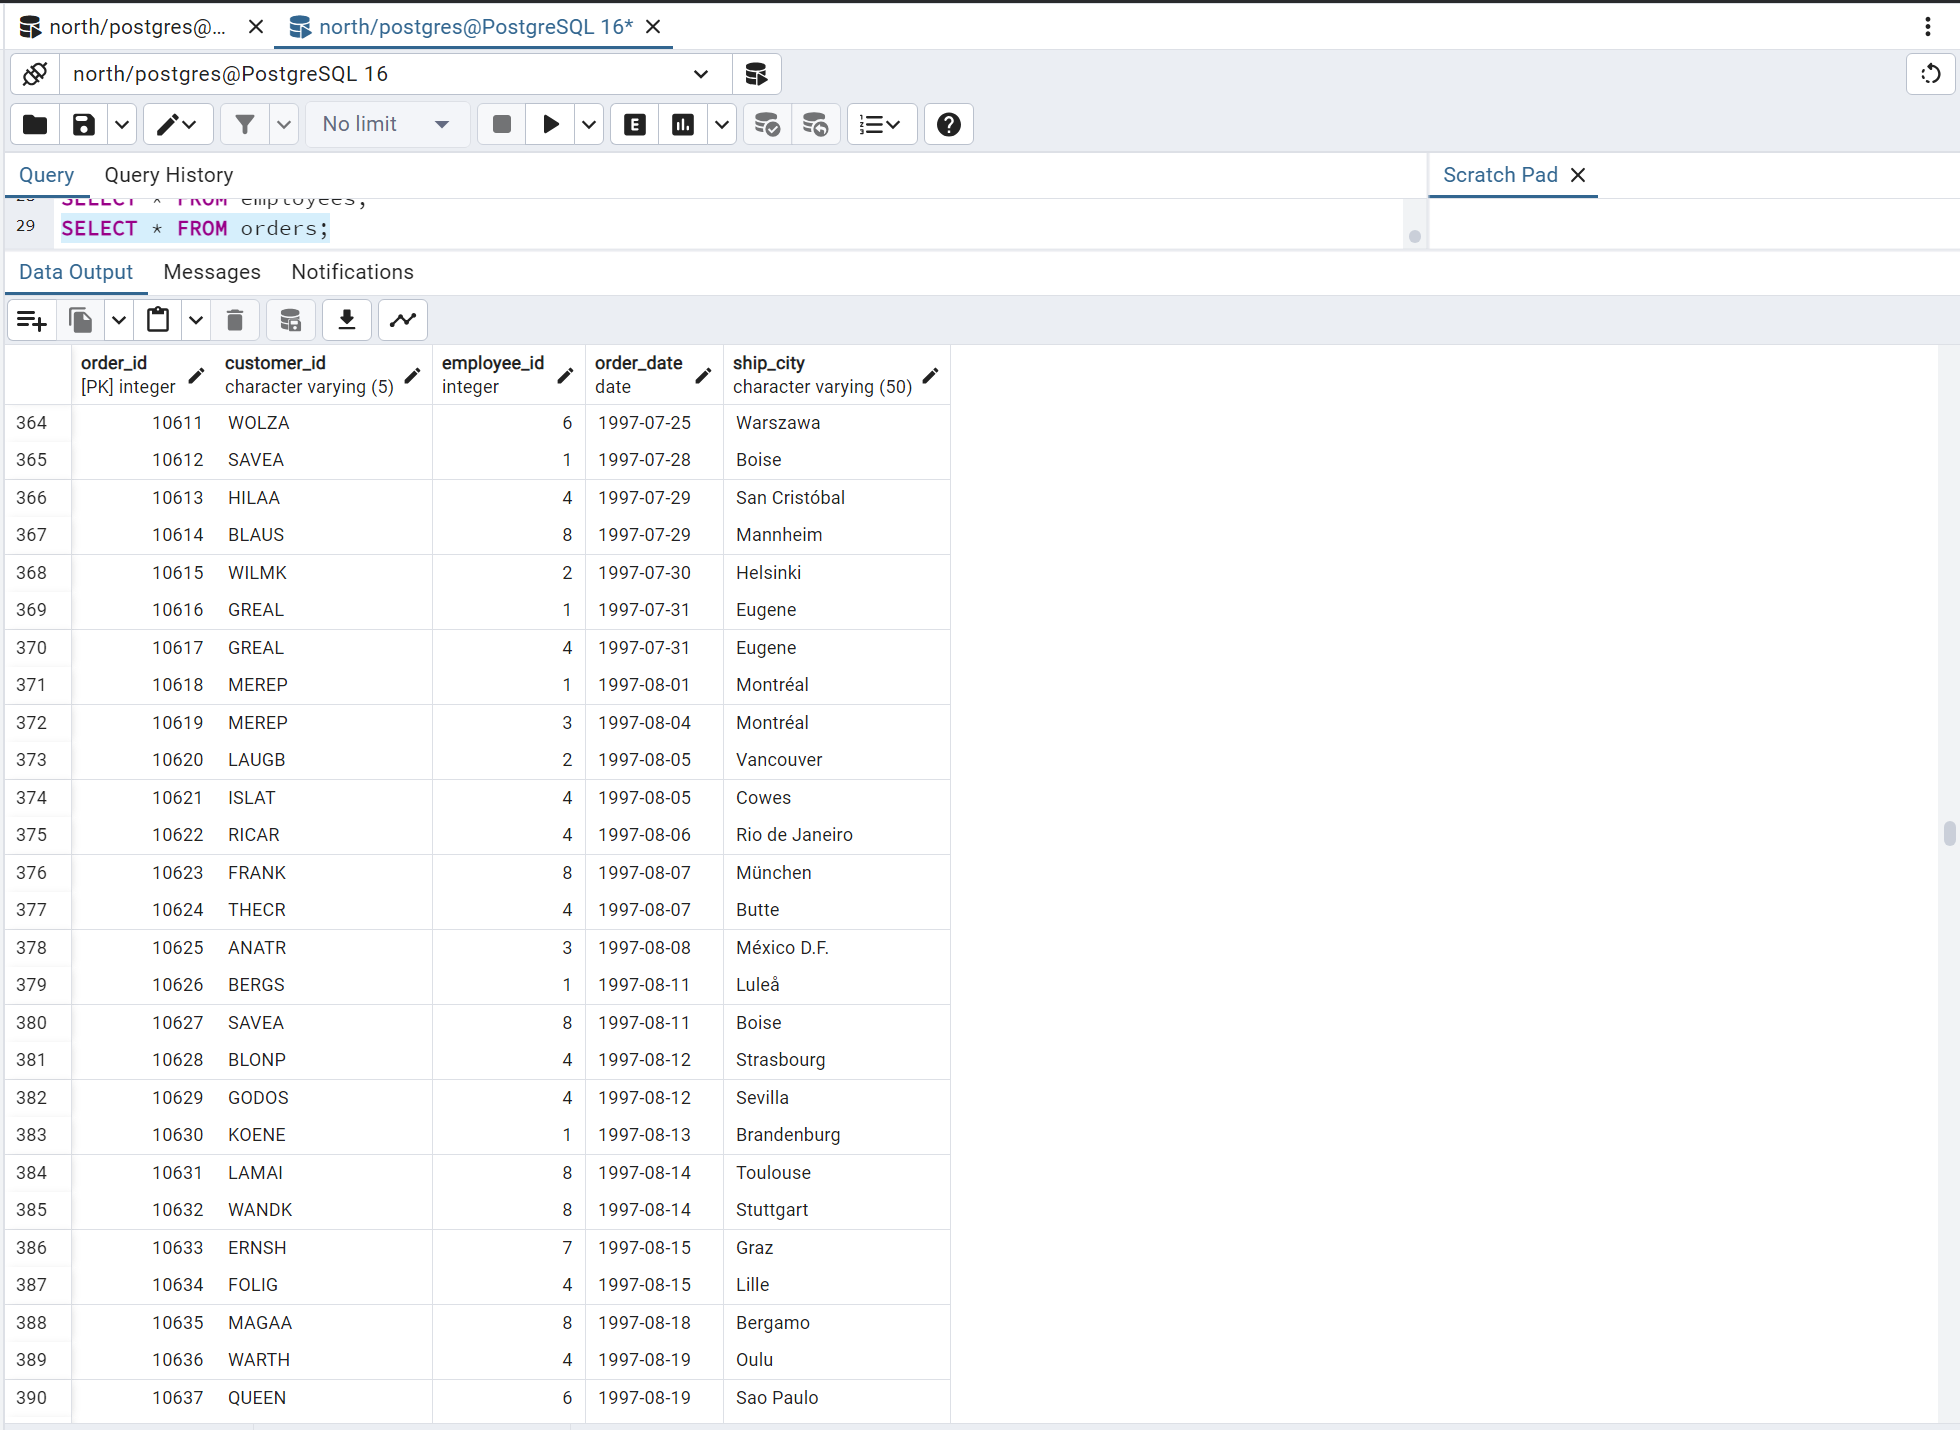 north/postgres@...
north/postgres@PostgreSQL 16*
north/postgres@PostgreSQL 16
No limit
E
Query
Query History
Scratch Pad
28 SELECT * FROM employees;
29 SELECT * FROM orders;
Data Output
Messages
Notifications
order_id customer_id employee_id order_date ship_city
[PK] integer character varying (5) integer date character varying (50)
364 10611 WOLZA 6 1997-07-25 Warszawa
365 10612 SAVEA 1 1997-07-28 Boise
366 10613 HILAA 4 1997-07-29 San Cristóbal
367 10614 BLAUS 8 1997-07-29 Mannheim
368 10615 WILMK 2 1997-07-30 Helsinki
369 10616 GREAL 1 1997-07-31 Eugene
370 10617 GREAL 4 1997-07-31 Eugene
371 10618 MEREP 1 1997-08-01 Montréal
372 10619 MEREP 3 1997-08-04 Montréal
373 10620 LAUGB 2 1997-08-05 Vancouver
374 10621 ISLAT 4 1997-08-05 Cowes
375 10622 RICAR 4 1997-08-06 Rio de Janeiro
376 10623 FRANK 8 1997-08-07 München
377 10624 THECR 4 1997-08-07 Butte
378 10625 ANATR 3 1997-08-08 México D.F.
379 10626 BERGS 1 1997-08-11 Luleå
380 10627 SAVEA 8 1997-08-11 Boise
381 10628 BLONP 4 1997-08-12 Strasbourg
382 10629 GODOS 4 1997-08-12 Sevilla
383 10630 KOENE 1 1997-08-13 Brandenburg
384 10631 LAMAI 8 1997-08-14 Toulouse
385 10632 WANDK 8 1997-08-14 Stuttgart
386 10633 ERNSH 7 1997-08-15 Graz
387 10634 FOLIG 4 1997-08-15 Lille
388 10635 MAGAA 8 1997-08-18 Bergamo
389 10636 WARTH 4 1997-08-19 Oulu
390 10637 QUEEN 6 1997-08-19 Sao Paulo